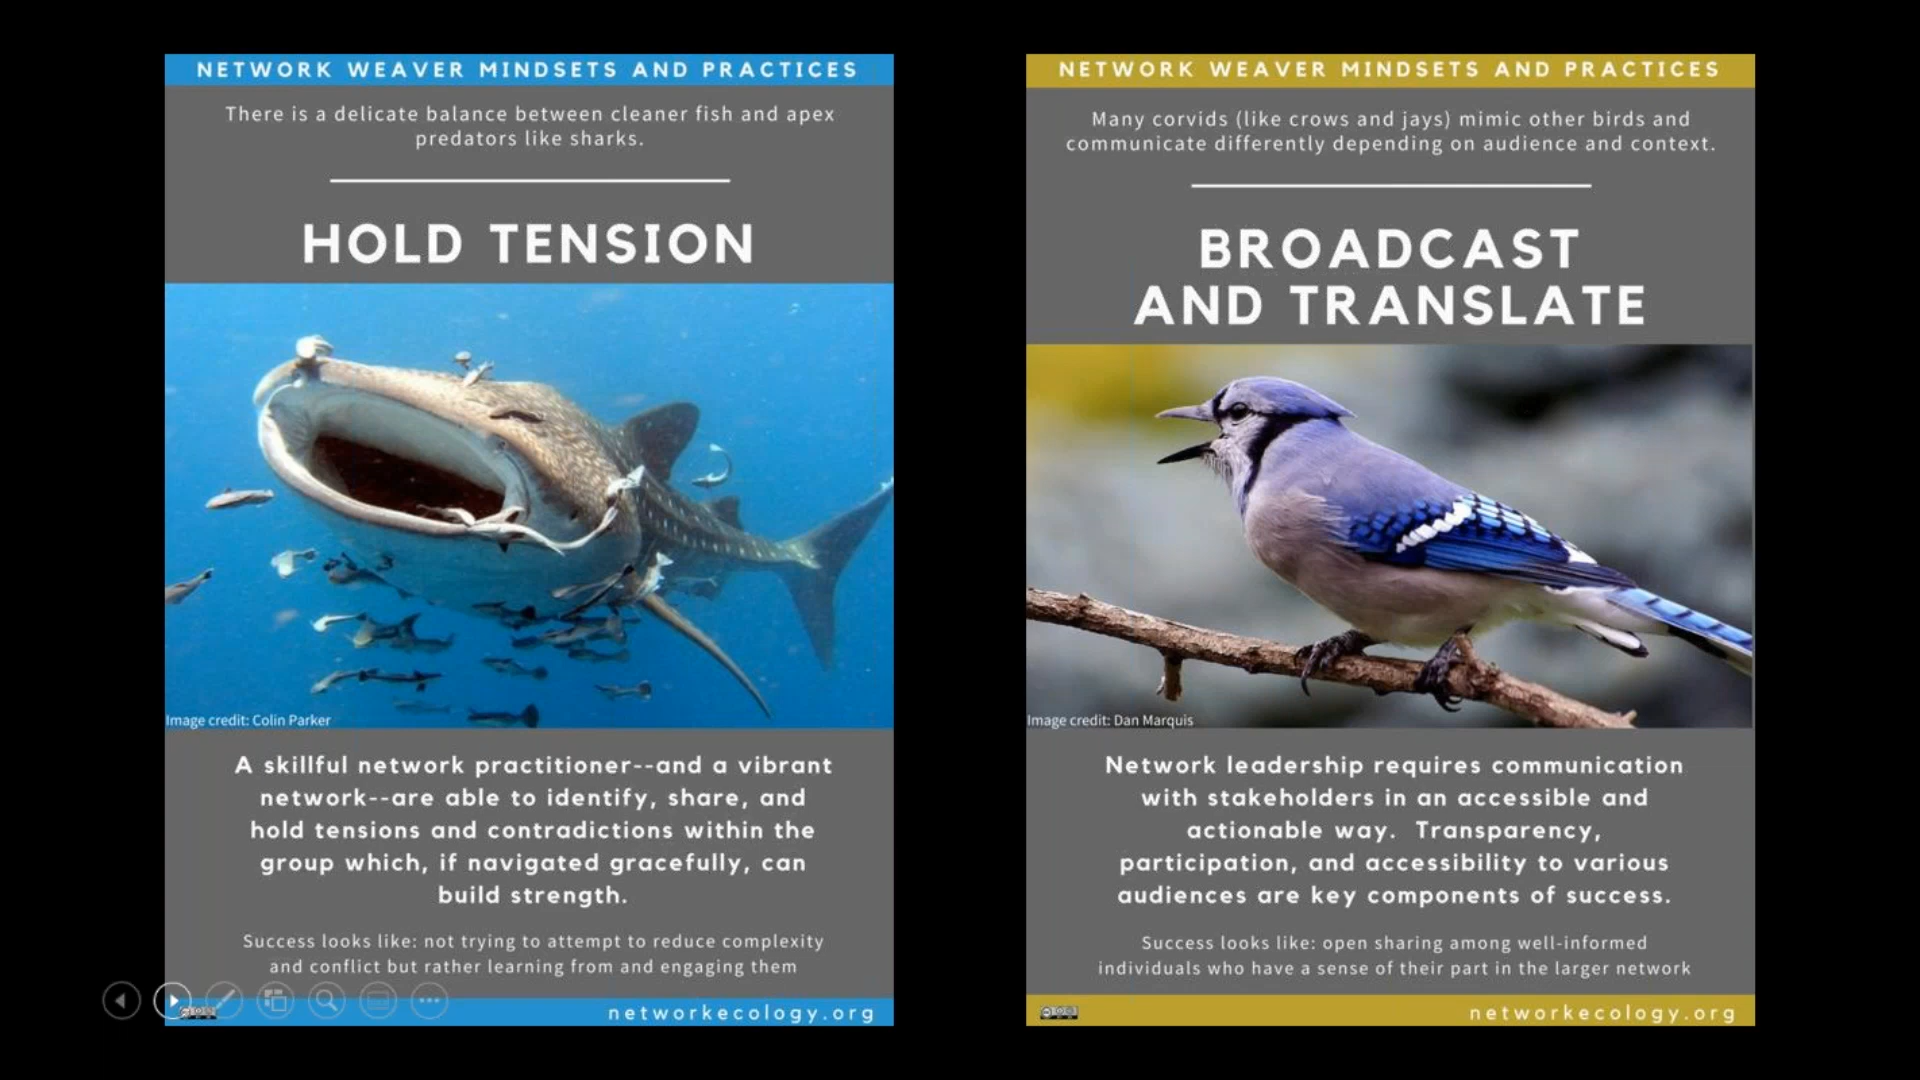 NETWORK WEAVER MINDSETS AND PRACTICES
There is a delicate balance between cleaner fish and apex
predators like sharks.
HOLD TENSION
Image credit: Colin Parker
A skillful network practitioner--and a vibrant
network--are able to identify, share, and
hold tensions and contradictions within the
group which, if navigated gracefully, can
build strength.
Success looks like: not trying to attempt to reduce complexity
and conflict but rather learning from and engaging them
networkecology.org
NETWORK WEAVER MINDSETS AND PRACTICES
Many corvids (like crows and jays) mimic other birds and
communicate differently depending on audience and context.
BROADCAST
AND TRANSLATE
Image credit: Dan Marquis
Network leadership requires communication
with stakeholders in an accessible and
actionable way. Transparency,
participation, and accessibility to various
audiences are key components of success.
Success looks like: open sharing among well-informed
individuals who have a sense of their part in the larger network
networkecology.org